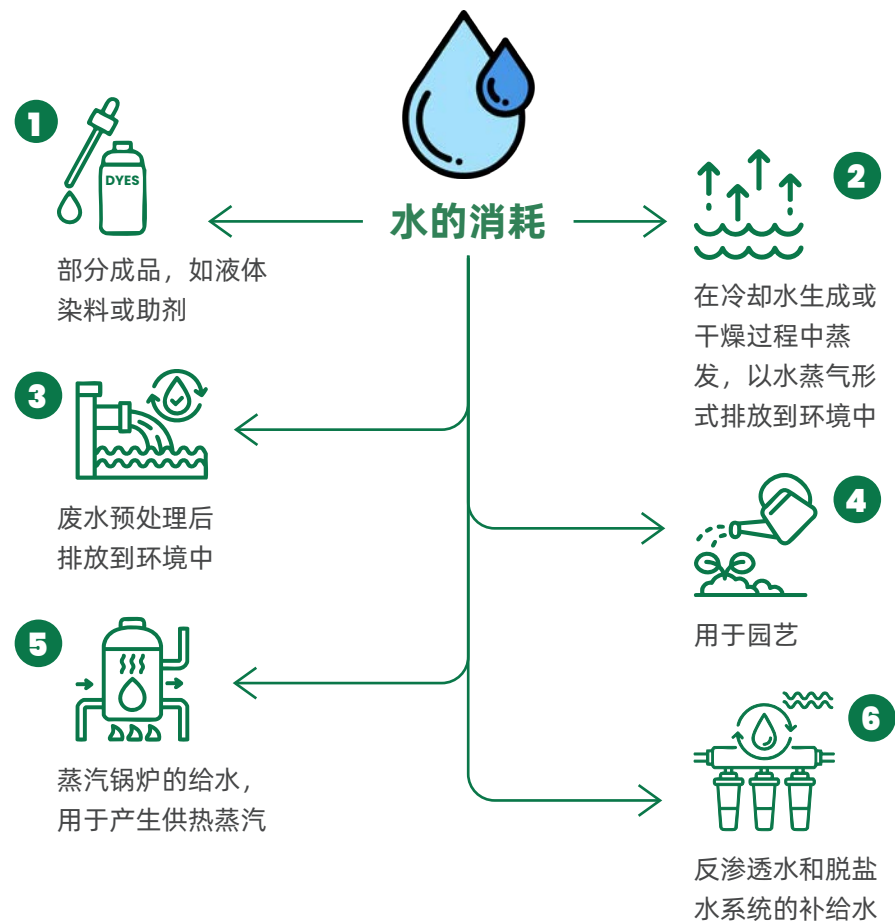 水的消耗
1
DYES
部分成品，如液体
染料或助剂
2
在冷却水生成或
干燥过程中蒸
发，以水蒸气形
式排放到环境中
3
废水预处理后
排放到环境中
4
用于园艺
5
蒸汽锅炉的给水，
用于产生供热蒸汽
6
反渗透水和脱盐
水系统的补给水